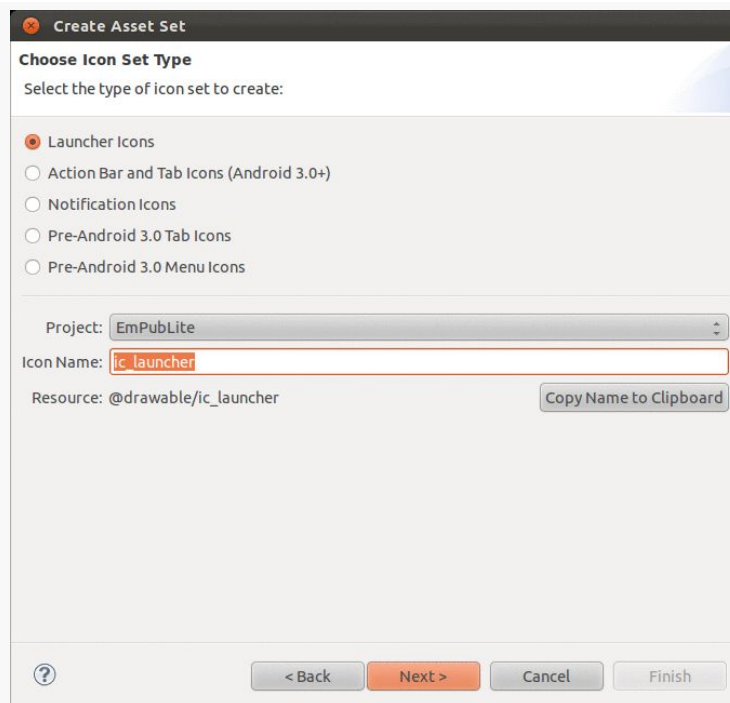 Create Asset Set
Choose Icon Set Type
Select the type of icon set to create:
Launcher Icons
Action Bar and Tab Icons (Android 3.0+)
Notification Icons
Pre-Android 3.0 Tab Icons
Pre-Android 3.0 Menu Icons
Project: EmPubLite
Icon Name: ic_launcher
Resource: @drawable/ic_launcher Copy Name to Clipboard
? < Back Next > Cancel Finish